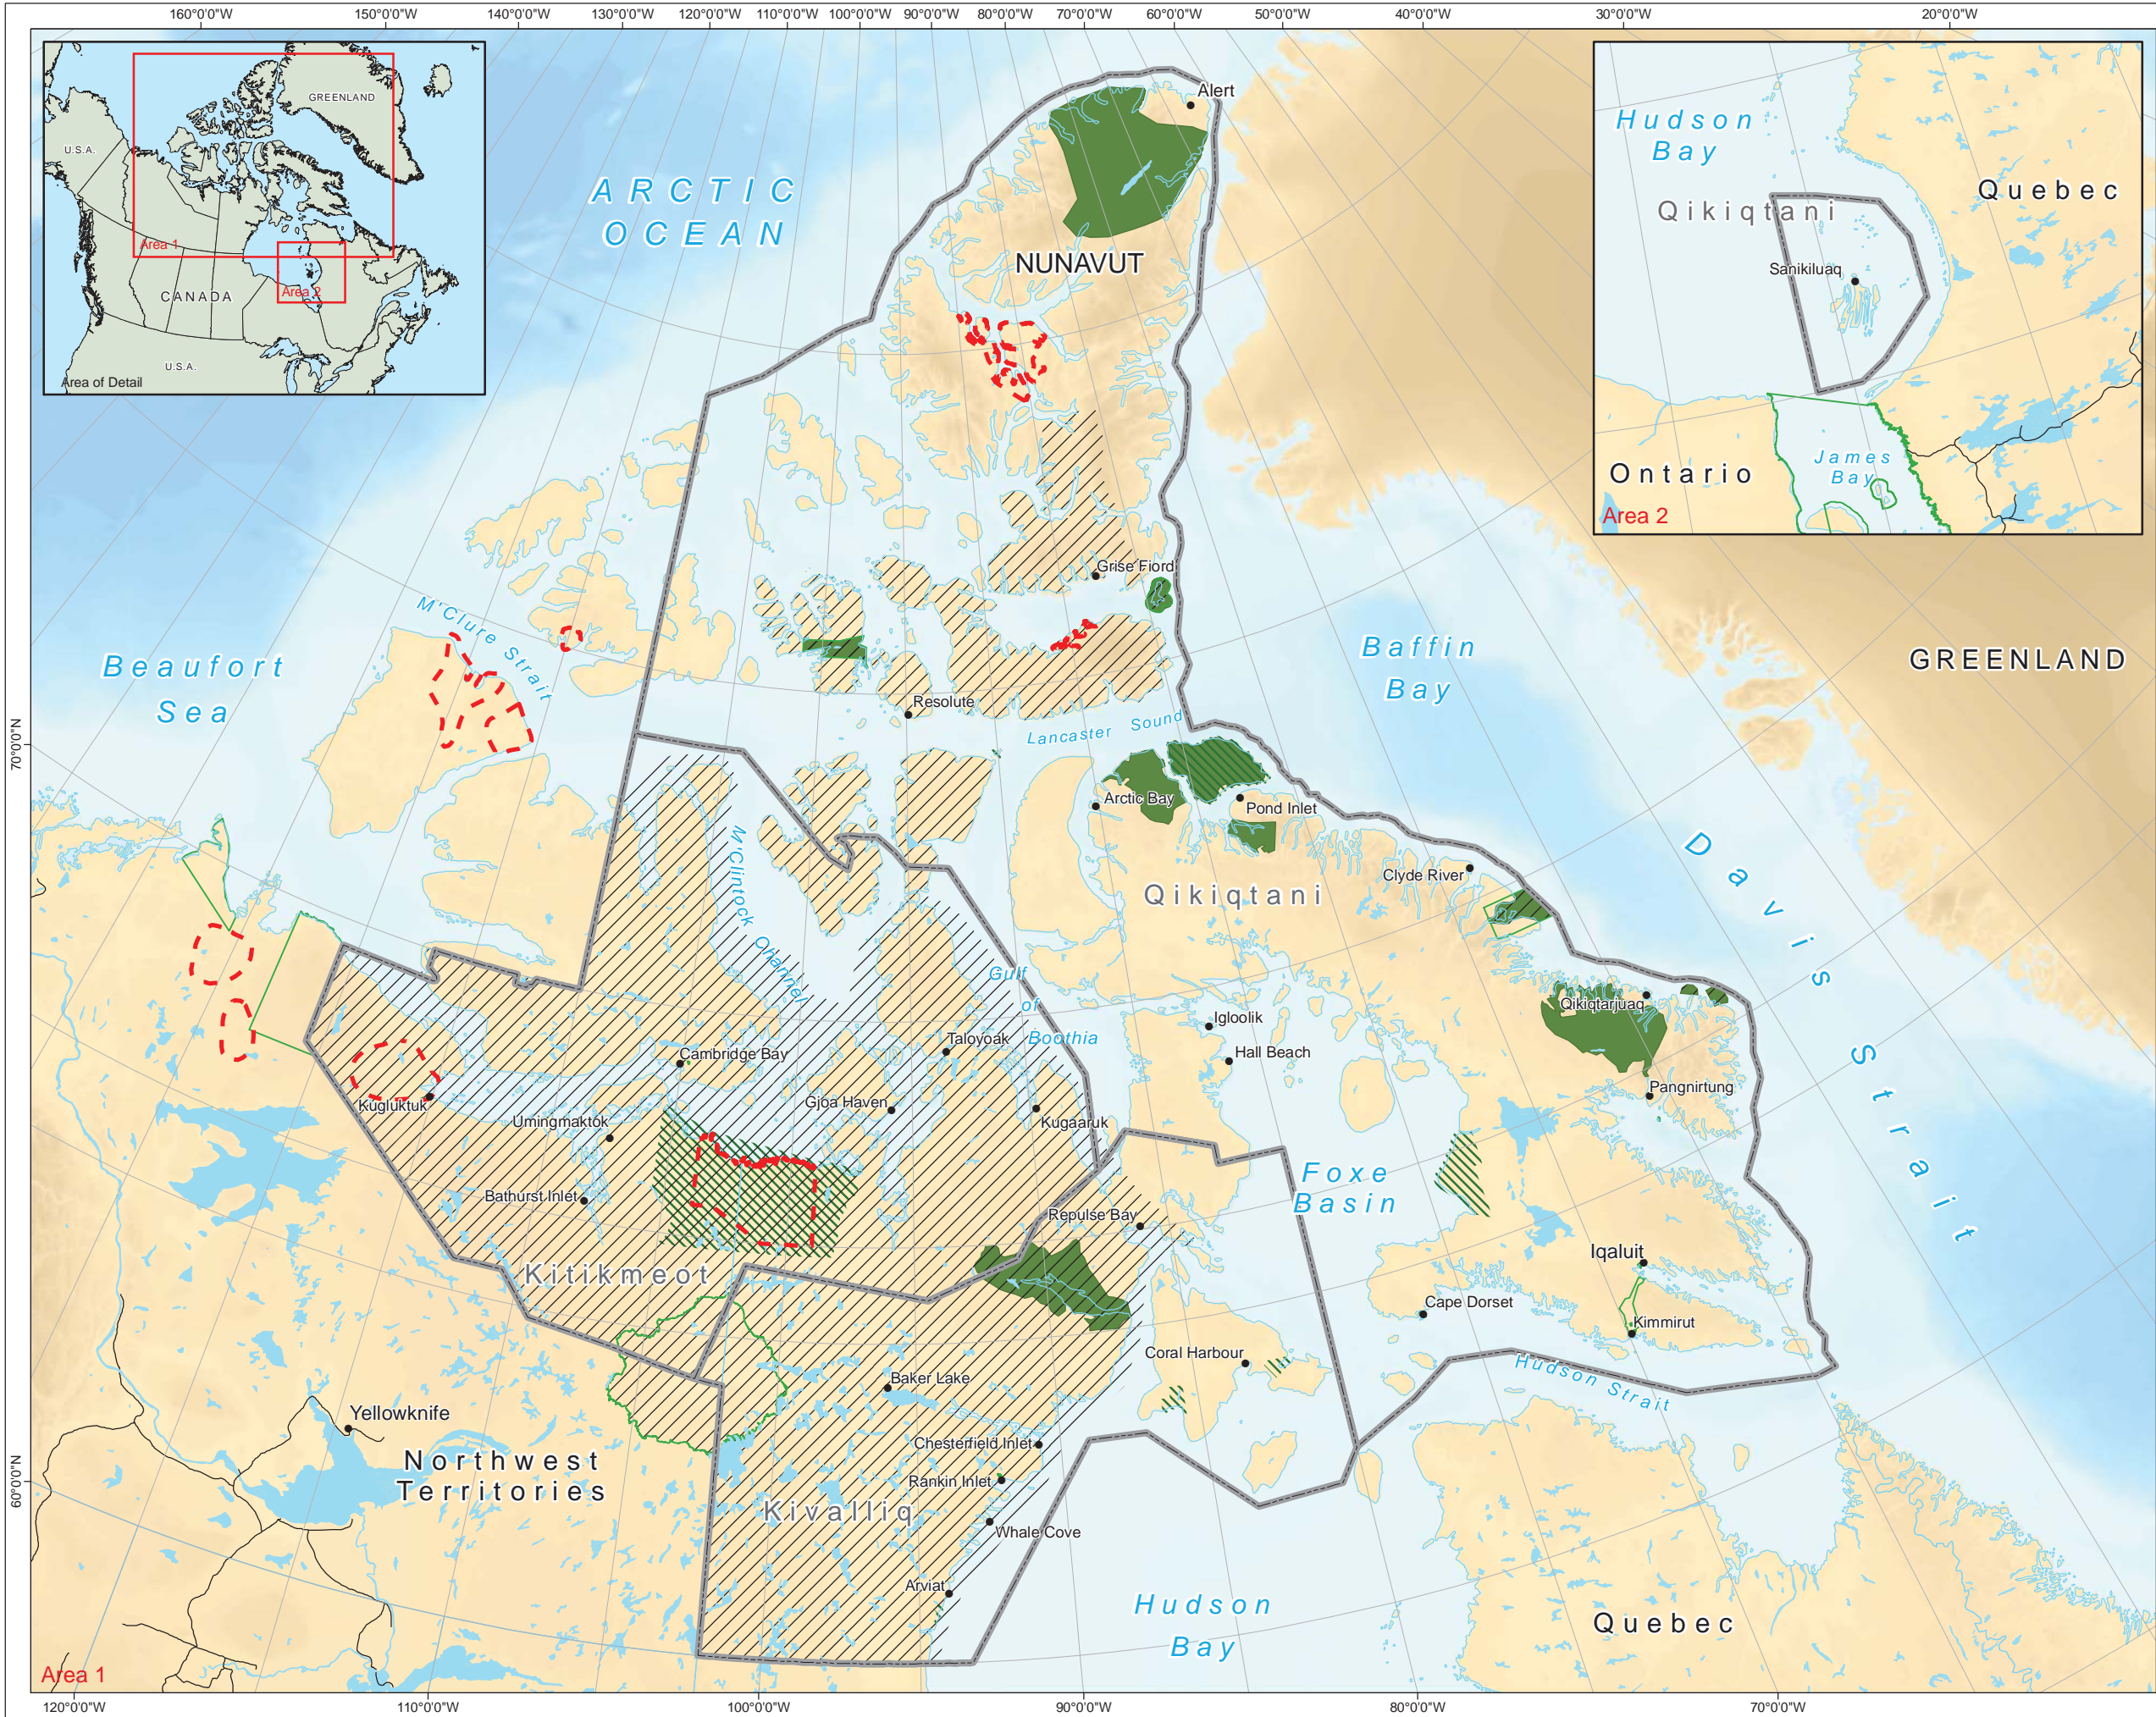 160°0'0"W
150°0'0"W
140°0'0"W
130°0'0"W
120°0'0"W
110°0'0"W
100°0'0"W
90°0'0"W
80°0'0"W
70°0'0"W
60°0'0"W
50°0'0"W
40°0'0"W
30°0'0"W
20°0'0"W
GREENLAND
U.S.A.
Area 1
CANADA
Area 2
U.S.A.
Area of Detail
ARCTIC
OCEAN
Alert
NUNAVUT
Hudson
Bay
Quebec
Qikiqtani
Sanikiluaq
James
Bay
Ontario
Area 2
Grise Fiord
M'Clure Strait
Beaufort
Sea
Baffin
Bay
GREENLAND
Resolute
Lancaster Sound
70°0'0"N
Arctic Bay
Pond Inlet
M'Clintock Channel
Clyde River
Qikiqtani
Davis Strait
Gulf
of
Boothia
Qikiqtarjuaq
Igloolik
Taloyoak
Hall Beach
Cambridge Bay
Pangnirtung
Kugluktuk
Gjoa Haven
Umingmaktok
Kugaaruk
Foxe
Basin
Bathurst Inlet
Repulse Bay
Iqaluit
Kitikmeot
Cape Dorset
Kimmirut
Coral Harbour
Hudson Strait
Baker Lake
Yellowknife
Northwest
Territories
Chesterfield Inlet
Rankin Inlet
60°0'0"N
Kivalliq
Whale Cove
Arviat
Hudson
Bay
Quebec
Area 1
120°0'0"W
110°0'0"W
100°0'0"W
90°0'0"W
80°0'0"W
70°0'0"W